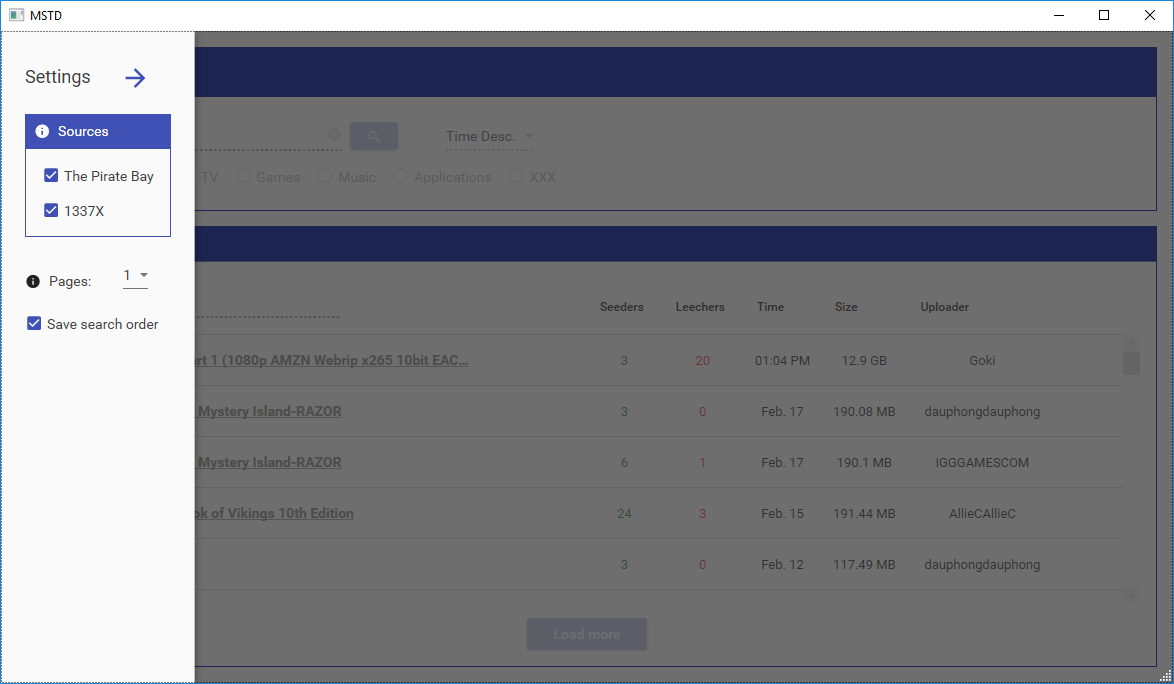 MSTD
Settings
Sources
The Pirate Bay
1337X
Pages: 1
Save search order
Time Desc.
TV Games Music Applications XXX
Seeders Leechers Time Size Uploader
art 1 (1080p AMZN Webrip x265 10bit EAC... 3 20 01:04 PM 12.9 GB Goki
Mystery Island-RAZOR 3 0 Feb. 17 190.08 MB dauphongdauphong
Mystery Island-RAZOR 6 1 Feb. 17 190.1 MB IGGGAMESCOM
ok of Vikings 10th Edition 24 3 Feb. 15 191.44 MB AllieCAllieC
3 0 Feb. 12 117.49 MB dauphongdauphong
Load more